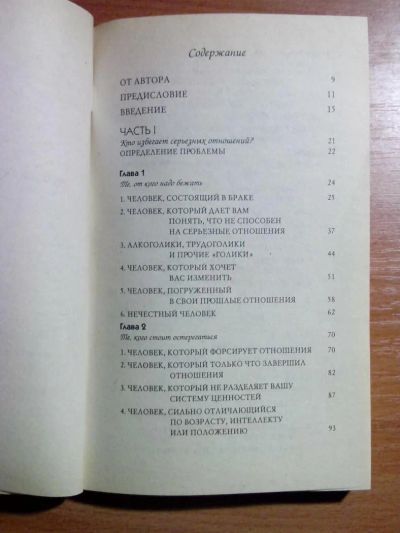 Содержание
ОТ АВТОРА 9
ПРЕДИСЛОВИЕ 11
ВВЕДЕНИЕ 15
ЧАСТЬ I
Кто избегает серьезных отношений? 21
ОПРЕДЕЛЕНИЕ ПРОБЛЕМЫ 22
Глава 1
Те, от кого надо бежать 24
1. ЧЕЛОВЕК, СОСТОЯЩИЙ В БРАКЕ 25
2. ЧЕЛОВЕК, КОТОРЫЙ ДАЕТ ВАМ
ПОНЯТЬ, ЧТО НЕ СПОСОБЕН
НА СЕРЬЕЗНЫЕ ОТНОШЕНИЯ 37
3. АЛКОГОЛИКИ, ТРУДОГОЛИКИ
И ПРОЧИЕ «ГОЛИКИ» 44
4. ЧЕЛОВЕК, КОТОРЫЙ ХОЧЕТ
ВАС ИЗМЕНИТЬ 51
5. ЧЕЛОВЕК, ПОГРУЖЕННЫЙ
В СВОИ ПРОШЛЫЕ ОТНОШЕНИЯ 58
6. НЕЧЕСТНЫЙ ЧЕЛОВЕК 62
Глава 2
Те, кого стоит остерегаться 70
1. ЧЕЛОВЕК, КОТОРЫЙ ФОРСИРУЕТ ОТНОШЕНИЯ 70
2. ЧЕЛОВЕК, КОТОРЫЙ ТОЛЬКО ЧТО ЗАВЕРШИЛ
ОТНОШЕНИЯ 82
3. ЧЕЛОВЕК, КОТОРЫЙ НЕ РАЗДЕЛЯЕТ ВАШУ
СИСТЕМУ ЦЕННОСТЕЙ 87
4. ЧЕЛОВЕК, СИЛЬНО ОТЛИЧАЮЩИЙСЯ
ПО ВОЗРАСТУ, ИНТЕЛЛЕКТУ
ИЛИ ПОЛОЖЕНИЮ 93